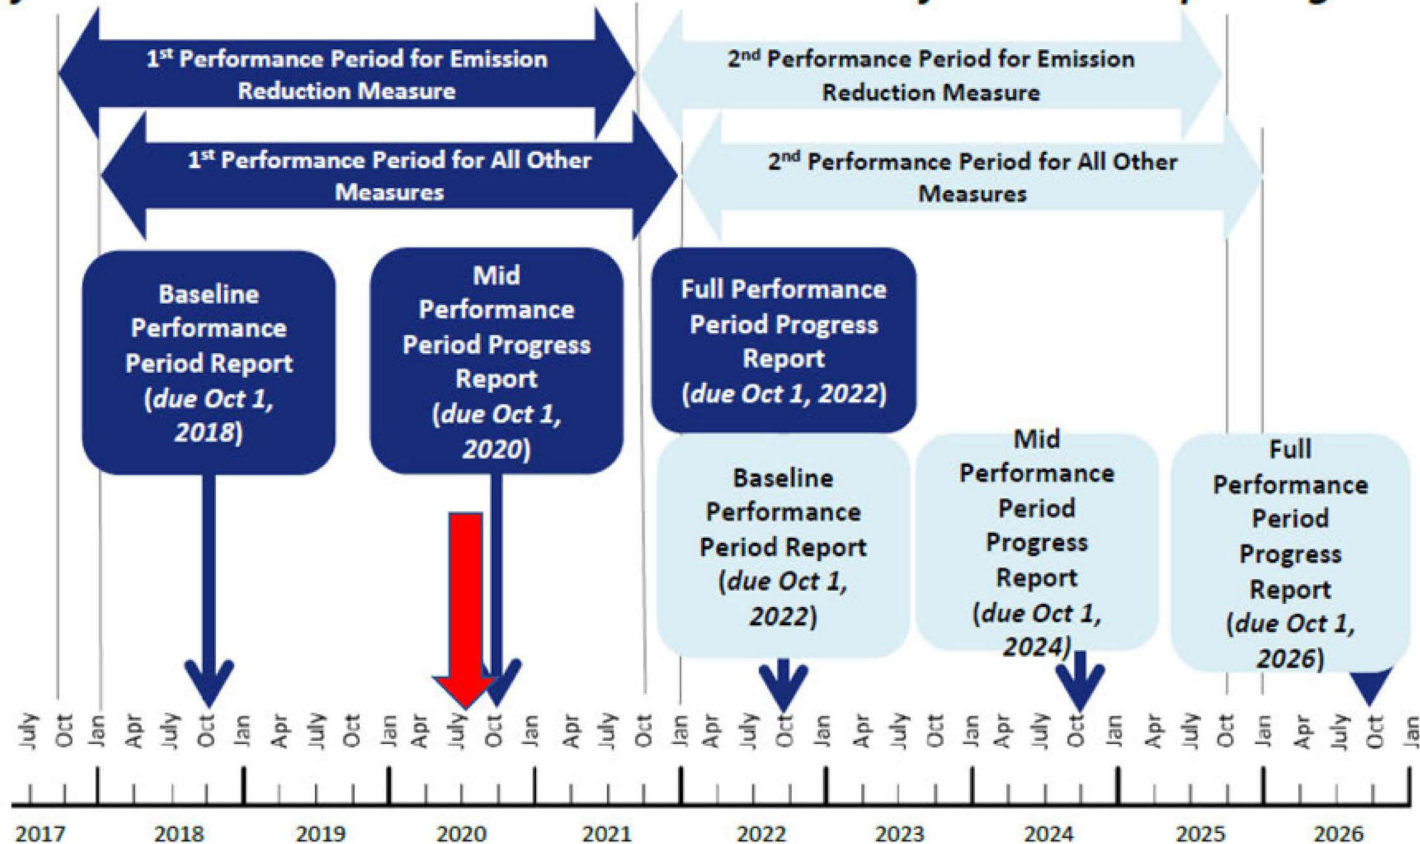 1st Performance Period for Emission
Reduction Measure
2nd Performance Period for Emission
Reduction Measure
1st Performance Period for All Other
Measures
2nd Performance Period for All Other
Measures
Baseline
Performance
Period Report
(due Oct 1,
2018)
Mid
Performance
Period Progress
Report
(due Oct 1,
2020)
Full Performance
Period Progress
Report
(due Oct 1, 2022)
Baseline
Performance
Period Report
(due Oct 1,
2022)
Mid
Performance
Period
Progress
Report
(due Oct 1,
2024)
Full
Performance
Period
Progress
Report
(due Oct 1,
2026)
July Oct Jan Apr July Oct Jan Apr July Oct Jan Apr July Oct Jan Apr July Oct Jan Apr July Oct Jan Apr July Oct Jan Apr July Oct Jan Apr July Oct Jan Apr July Oct Jan
2017 2018 2019 2020 2021 2022 2023 2024 2025 2026